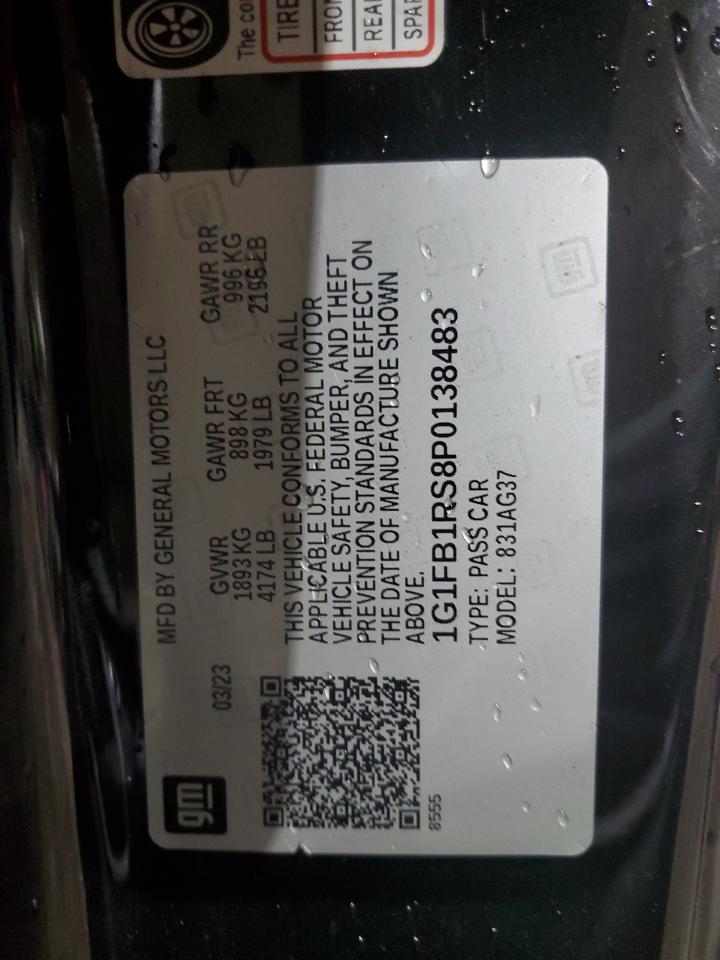 The co
TIRE
FRON
REAR
SPAR
gm
MFD BY GENERAL MOTORS LLC
03/23
GVWR GAWR FRT GAWR RR
1893 KG 898 KG 996 KG
4174 LB 1979 LB 2196 LB
THIS VEHICLE CONFORMS TO ALL
APPLICABLE U.S. FEDERAL MOTOR
VEHICLE SAFETY, BUMPER, AND THEFT
PREVENTION STANDARDS IN EFFECT ON
THE DATE OF MANUFACTURE SHOWN
ABOVE.
1G1FB1RS8P0138483
TYPE: PASS CAR
MODEL: 831AG37
8555